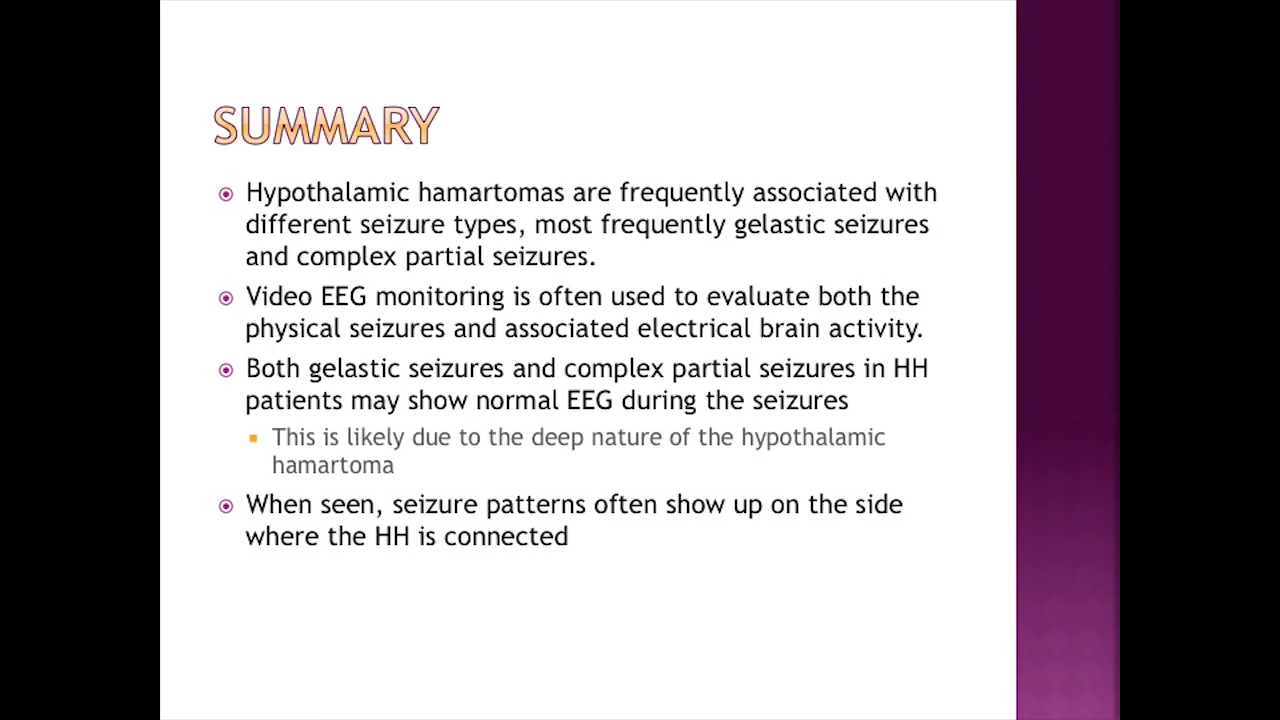 SUMMARY
Hypothalamic hamartomas are frequently associated with
different seizure types, most frequently gelastic seizures
and complex partial seizures.
Video EEG monitoring is often used to evaluate both the
physical seizures and associated electrical brain activity.
Both gelastic seizures and complex partial seizures in HH
patients may show normal EEG during the seizures
This is likely due to the deep nature of the hypothalamic
hamartoma
When seen, seizure patterns often show up on the side
where the HH is connected